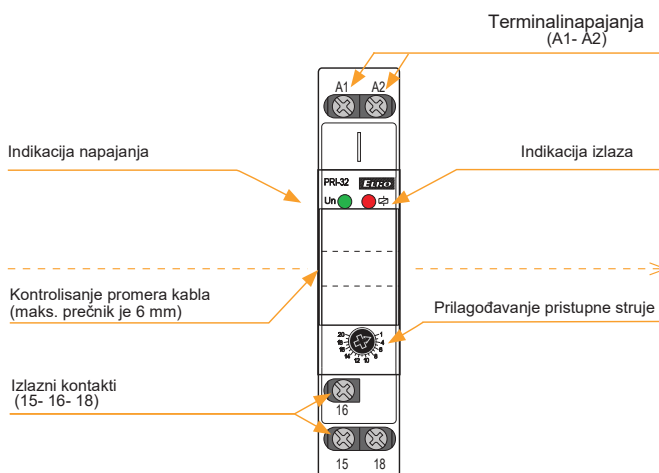 Terminalinapajanja
(A1- A2)
A1 A2
Indikacija napajanja
Indikacija izlaza
PRI-32 ELKO
Un
Kontrolisanje promera kabla
(maks. prečnik je 6 mm)
Prilagođavanje pristupne struje
20 1
18 4
16 6
14 12 10 8
Izlazni kontakti
(15- 16- 18)
16
15 18